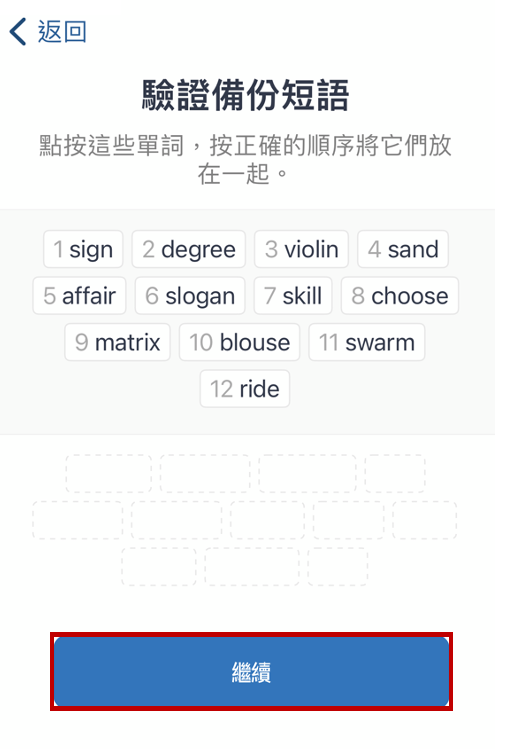 返回
驗證備份短語
點按這些單詞，按正確的順序將它們放
在一起。
1 sign 2 degree 3 violin 4 sand
5 affair 6 slogan 7 skill 8 choose
9 matrix 10 blouse 11 swarm
12 ride
繼續